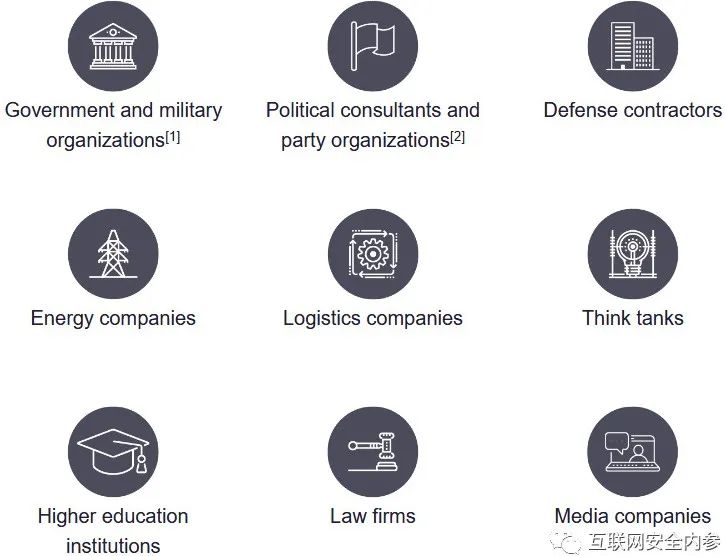 Government and military
organizations[1]
Political consultants and
party organizations[2]
Defense contractors
Energy companies
Logistics companies
Think tanks
Higher education
institutions
Law firms
Media companies
互联网安全内参